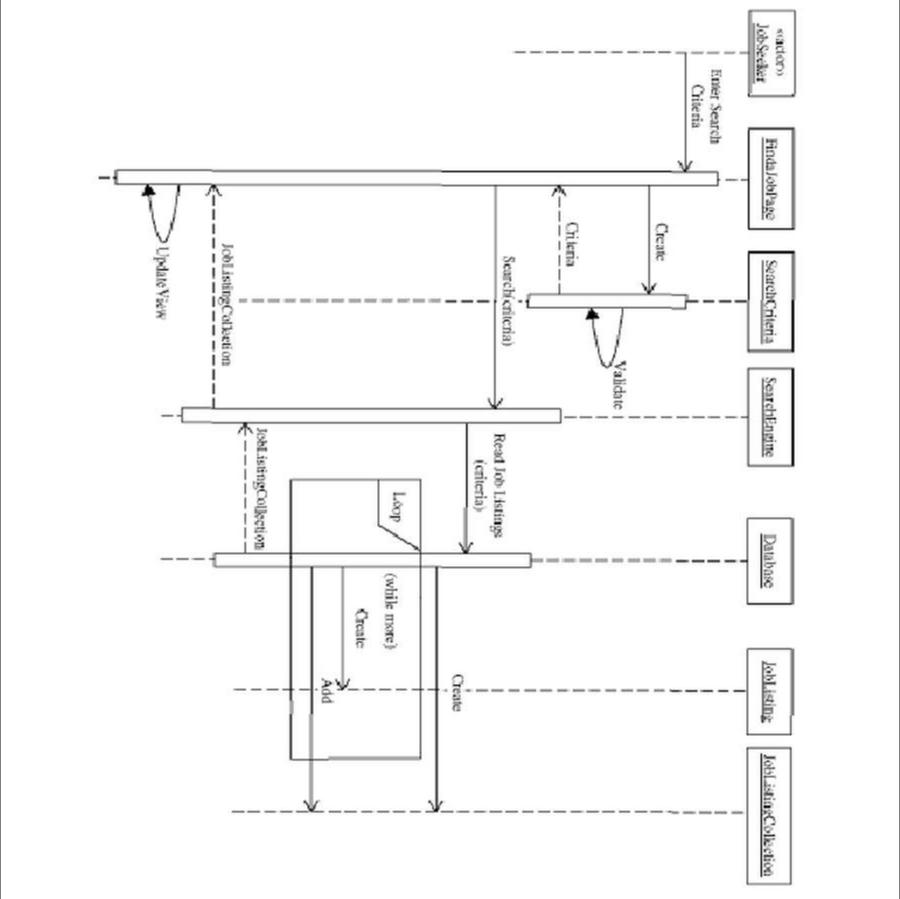 «actor»
JobSeeker
FindaJobPage
SearchCriteria
SearchEngine
Database
JobListing
JobListingCollection
Enter Search
Criteria
Create
Validate
Criteria
Search(criteria)
Read Job Listings
(criteria)
Create
Loop
(while more)
Create
Add
JobListingCollection
JobListingCollection
UpdateView